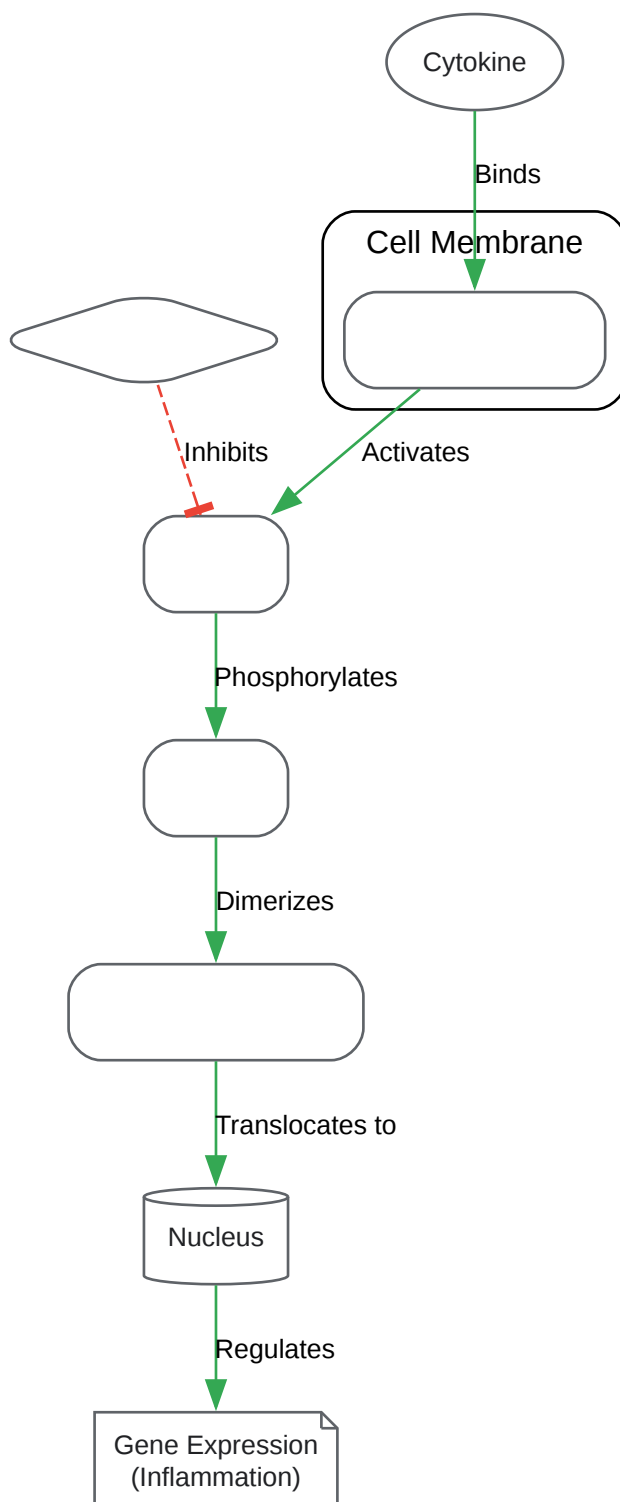 Cytokine
Binds
Cell Membrane
Inhibits
Activates
Phosphorylates
Dimerizes
Translocates to
Nucleus
Regulates
Gene Expression
(Inflammation)